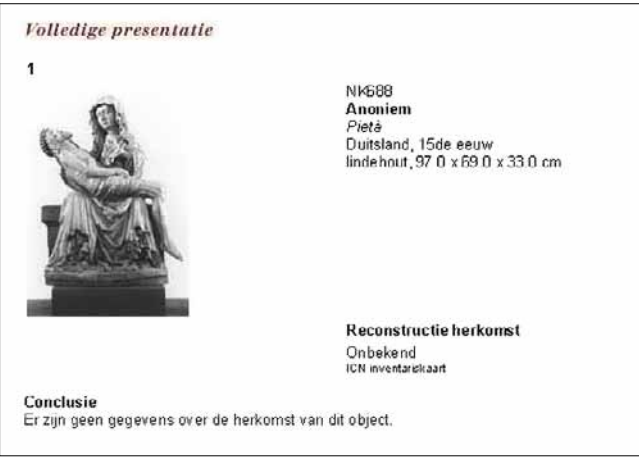 Volledige presentatie
1
NK688
Anoniem
Pietà
Duitsland, 15de eeuw
lindehout, 97.0 x 69.0 x 33.0 cm
Reconstructie herkomst
Onbekend
ICN inventariskaart
Conclusie
Er zijn geen gegevens over de herkomst van dit object.